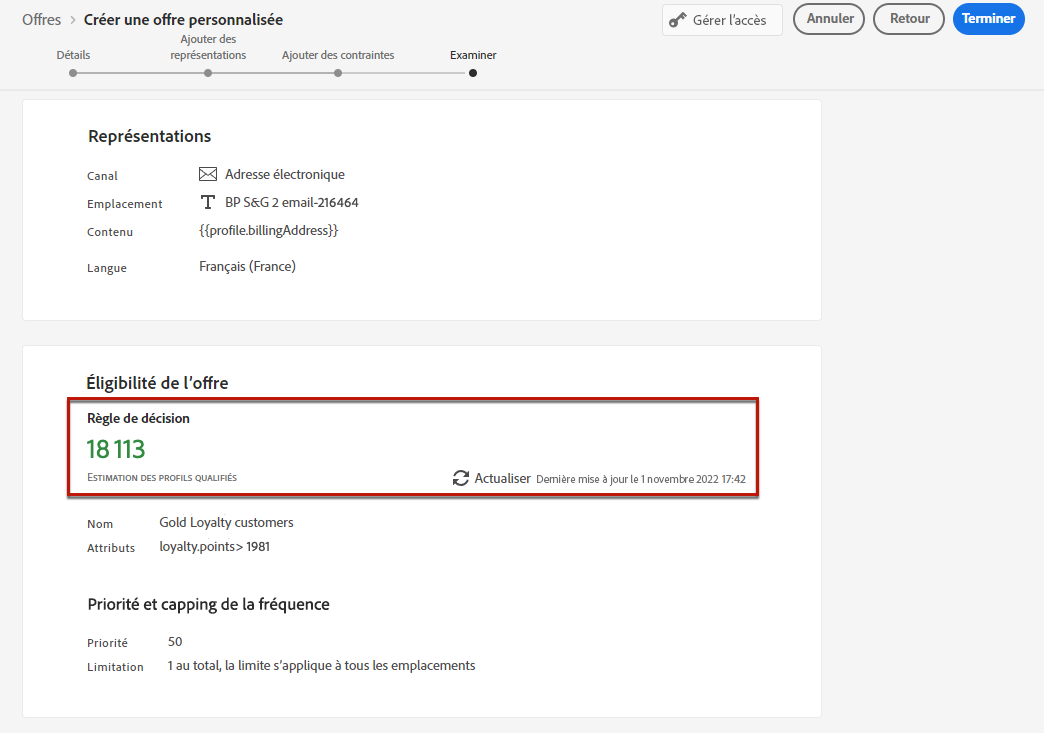 Offres > Créer une offre personnalisée
Gérer l'accès
Annuler
Retour
Terminer
Détails
Ajouter des
représentations
Ajouter des contraintes
Examiner
Représentations
Canal Adresse électronique
Emplacement BP S&G 2 email-216464
Contenu {{profile.billingAddress}}
Langue Français (France)
Éligibilité de l'offre
Règle de décision
18 113
ESTIMATION DES PROFILS QUALIFIÉS
Actualiser Dernière mise à jour le 1 novembre 2022 17:42
Nom Gold Loyalty customers
Attributs loyalty.points> 1981
Priorité et capping de la fréquence
Priorité 50
Limitation 1 au total, la limite s'applique à tous les emplacements